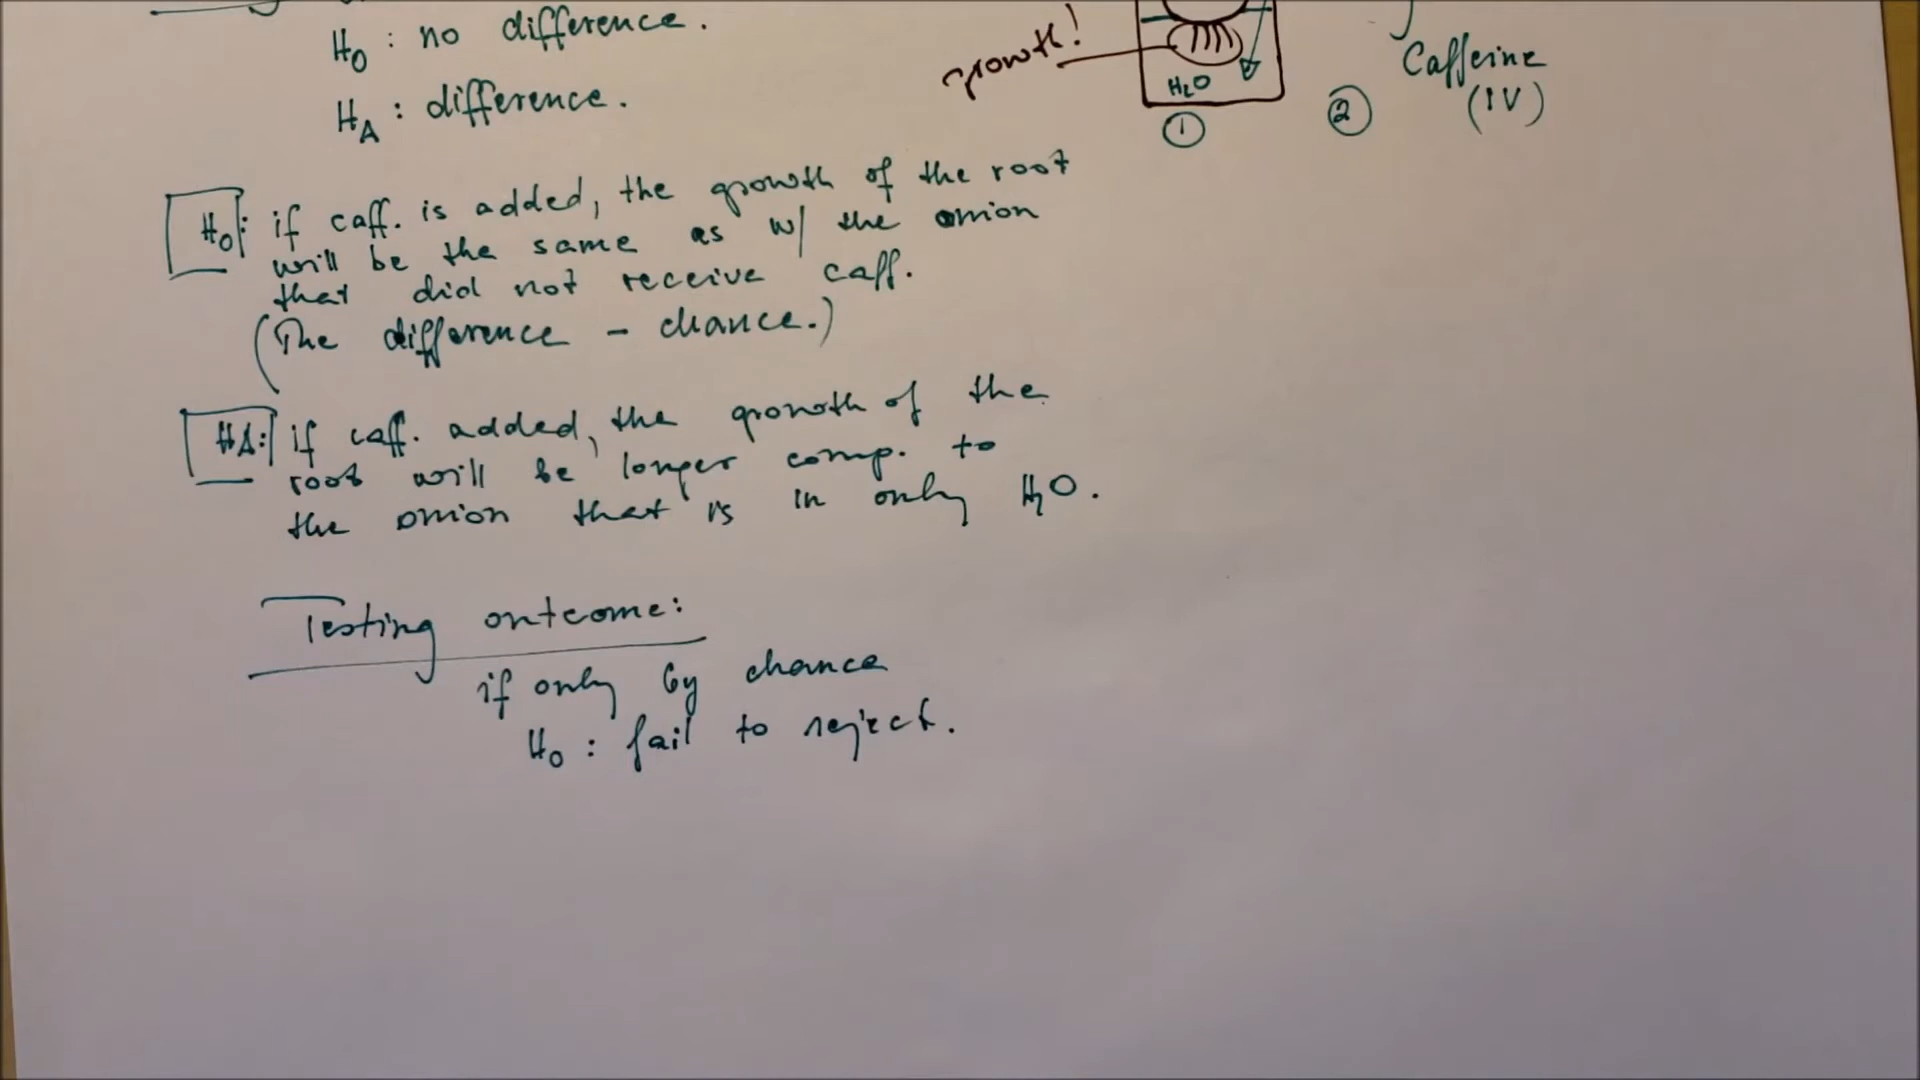 H0 : no difference.
HA : difference.
growth!
H2O
1
2
Caffeine
(IV)
H0: if caff. is added, the growth of the root
will be the same as w/ the onion
that did not receive caff.
(The difference – chance.)
HA: if caff. added, the growth of the
root will be longer comp. to
the onion that is in only H2O.
Testing outcome:
if only by chance
H0 : fail to reject.